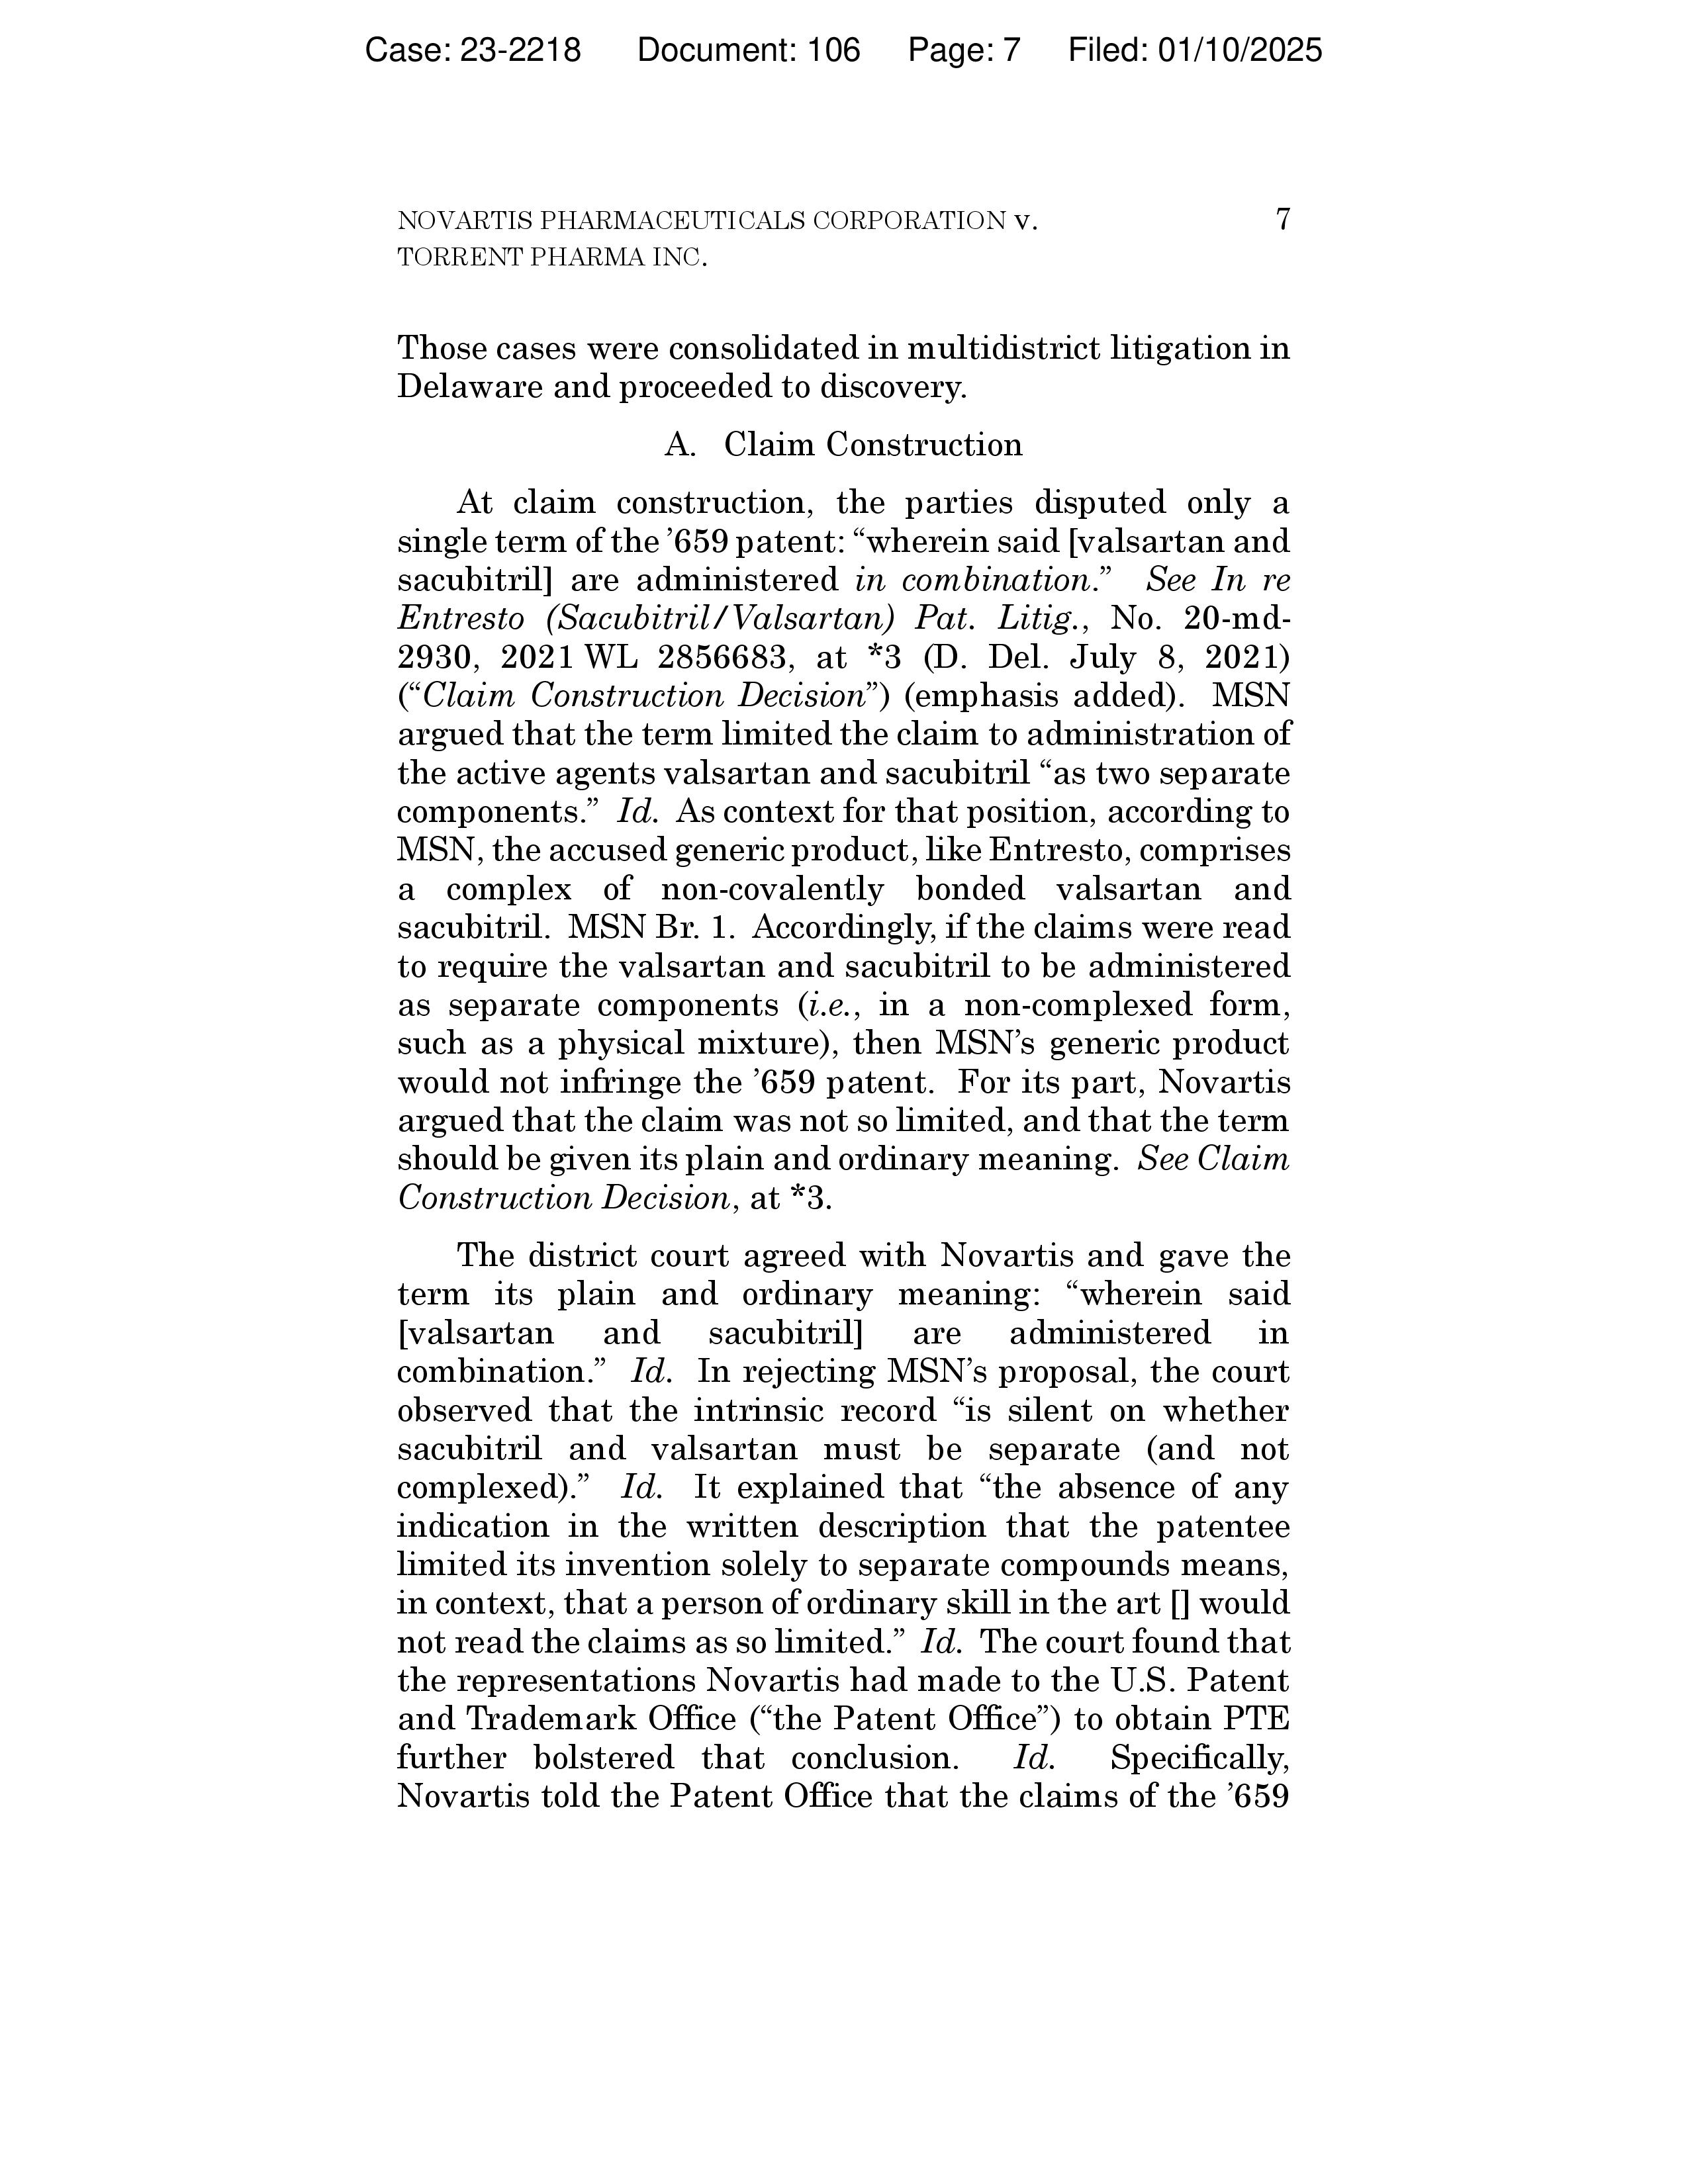 Case: 23-2218 Document: 106 Page: 7 Filed: 01/10/2025
NOVARTIS PHARMACEUTICALS CORPORATION v. 7
TORRENT PHARMA INC.
Those cases were consolidated in multidistrict litigation in
Delaware and proceeded to discovery.
A. Claim Construction
At claim construction, the parties disputed only a
single term of the ’659 patent: “wherein said [valsartan and
sacubitril] are administered in combination.” See In re
Entresto (Sacubitril/Valsartan) Pat. Litig., No. 20-md-
2930, 2021 WL 2856683, at *3 (D. Del. July 8, 2021)
(“Claim Construction Decision”) (emphasis added). MSN
argued that the term limited the claim to administration of
the active agents valsartan and sacubitril “as two separate
components.” Id. As context for that position, according to
MSN, the accused generic product, like Entresto, comprises
a complex of non-covalently bonded valsartan and
sacubitril. MSN Br. 1. Accordingly, if the claims were read
to require the valsartan and sacubitril to be administered
as separate components (i.e., in a non-complexed form,
such as a physical mixture), then MSN’s generic product
would not infringe the ’659 patent. For its part, Novartis
argued that the claim was not so limited, and that the term
should be given its plain and ordinary meaning. See Claim
Construction Decision, at *3.
The district court agreed with Novartis and gave the
term its plain and ordinary meaning: “wherein said
[valsartan and sacubitril] are administered in
combination.” Id. In rejecting MSN’s proposal, the court
observed that the intrinsic record “is silent on whether
sacubitril and valsartan must be separate (and not
complexed).” Id. It explained that “the absence of any
indication in the written description that the patentee
limited its invention solely to separate compounds means,
in context, that a person of ordinary skill in the art [] would
not read the claims as so limited.” Id. The court found that
the representations Novartis had made to the U.S. Patent
and Trademark Office (“the Patent Office”) to obtain PTE
further bolstered that conclusion. Id. Specifically,
Novartis told the Patent Office that the claims of the ’659